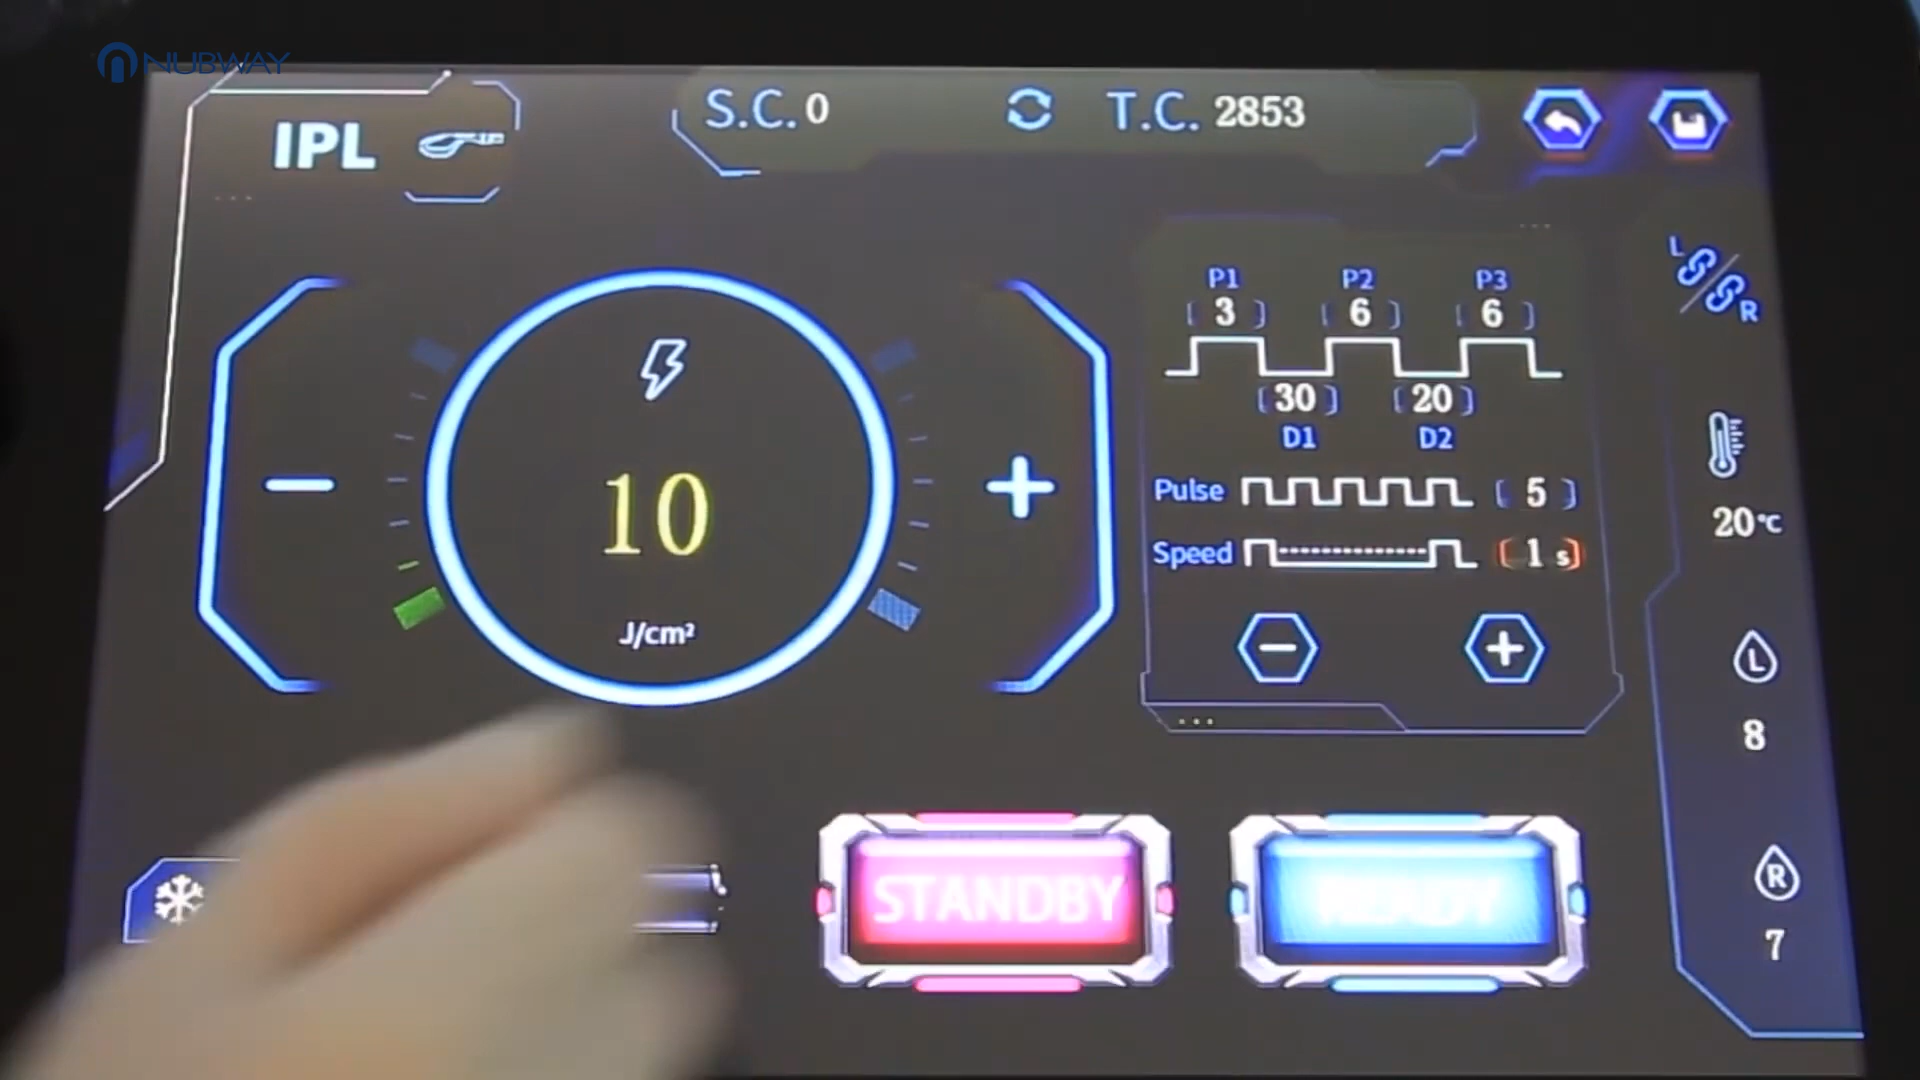 NUBWAY
IPL
S.C. 0
T.C. 2853
P1 P2 P3
3 6 6
30 20
D1 D2
Pulse 5
Speed 1 s
10
J/cm²
L
R
20°C
L
8
R
7
STANDBY
READY